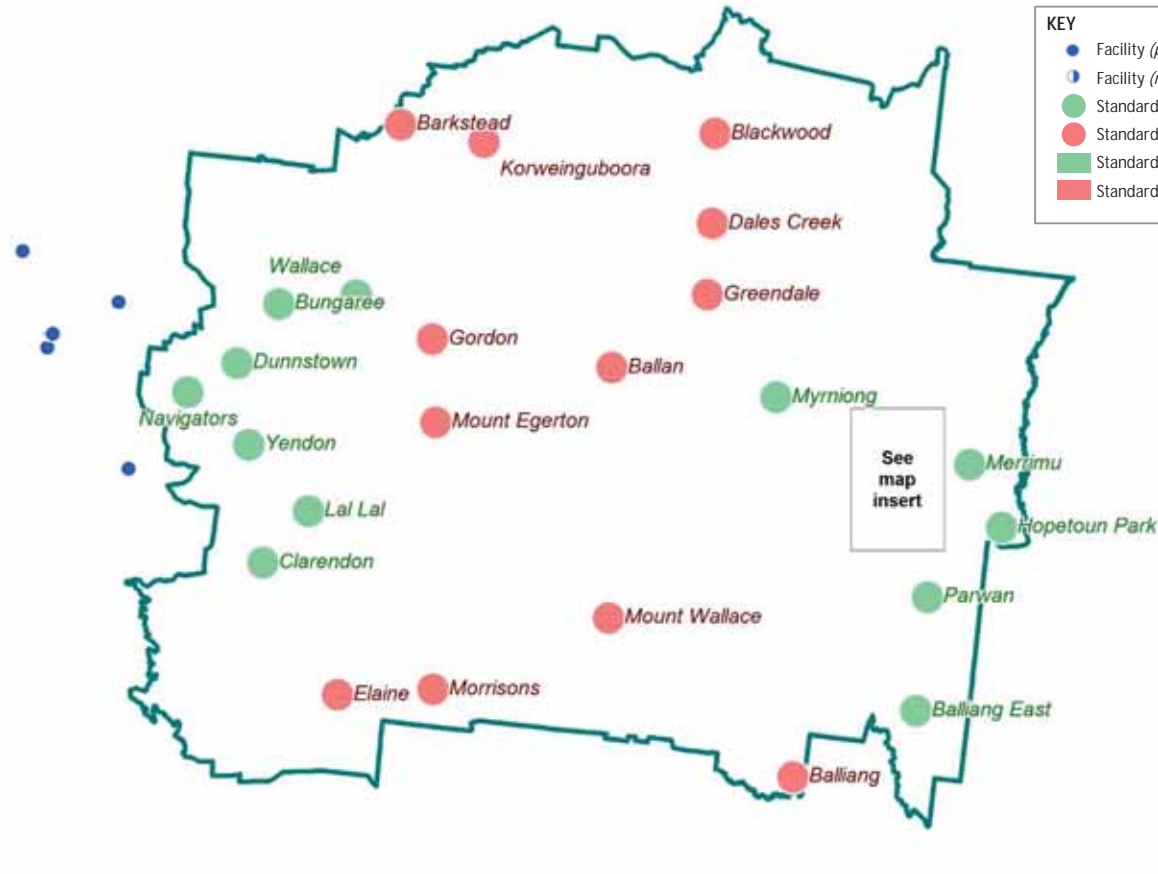 KEY
Facility
Facility
Standard
Standard
Standard
Standard
Barkstead
Korweinguboora
Blackwood
Dales Creek
Wallace
Bungaree
Greendale
Gordon
Dunnstown
Ballan
Navigators
Mount Egerton
Myrniong
Yendon
See
map
insert
Merrimu
Lal Lal
Hopetoun Park
Clarendon
Parwan
Mount Wallace
Elaine
Morrisons
Balliang East
Balliang